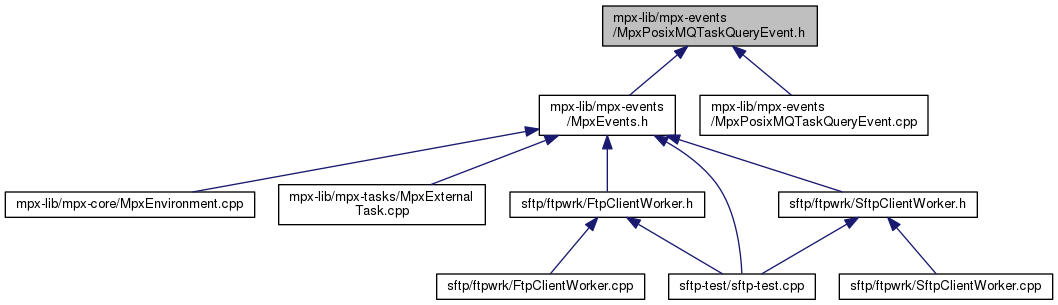 mpx-lib/mpx-events
/MpxPosixMQTaskQueryEvent.h
mpx-lib/mpx-events
/MpxEvents.h
mpx-lib/mpx-events
/MpxPosixMQTaskQueryEvent.cpp
mpx-lib/mpx-core/MpxEnvironment.cpp
mpx-lib/mpx-tasks/MpxExternal
Task.cpp
sftp/ftpwrk/FtpClientWorker.h
sftp/ftpwrk/SftpClientWorker.h
sftp/ftpwrk/FtpClientWorker.cpp
sftp-test/sftp-test.cpp
sftp/ftpwrk/SftpClientWorker.cpp